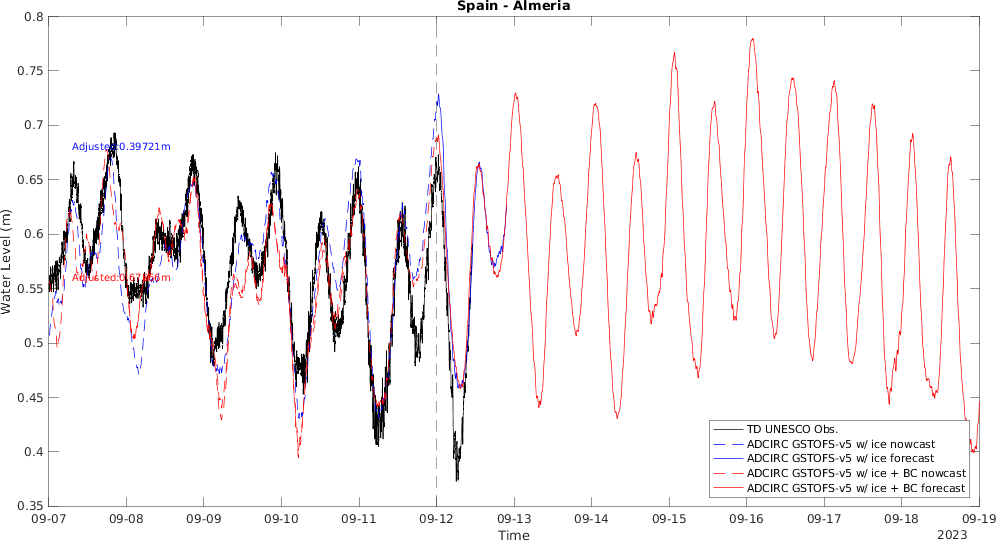 Spain - Almeria
0.8
0.75
0.7
0.65
0.6
0.55
0.5
0.45
0.4
0.35
Water Level (m)
Adjusted:0.39721m
TD UNESCO Obs.
ADCIRC GSTOFS-v5 w/ ice nowcast
ADCIRC GSTOFS-v5 w/ ice forecast
ADCIRC GSTOFS-v5 w/ ice + BC nowcast
ADCIRC GSTOFS-v5 w/ ice + BC forecast
09-07 09-08 09-09 09-10 09-11 09-12 09-13 09-14 09-15 09-16 09-17 09-18 09-19
Time
2023